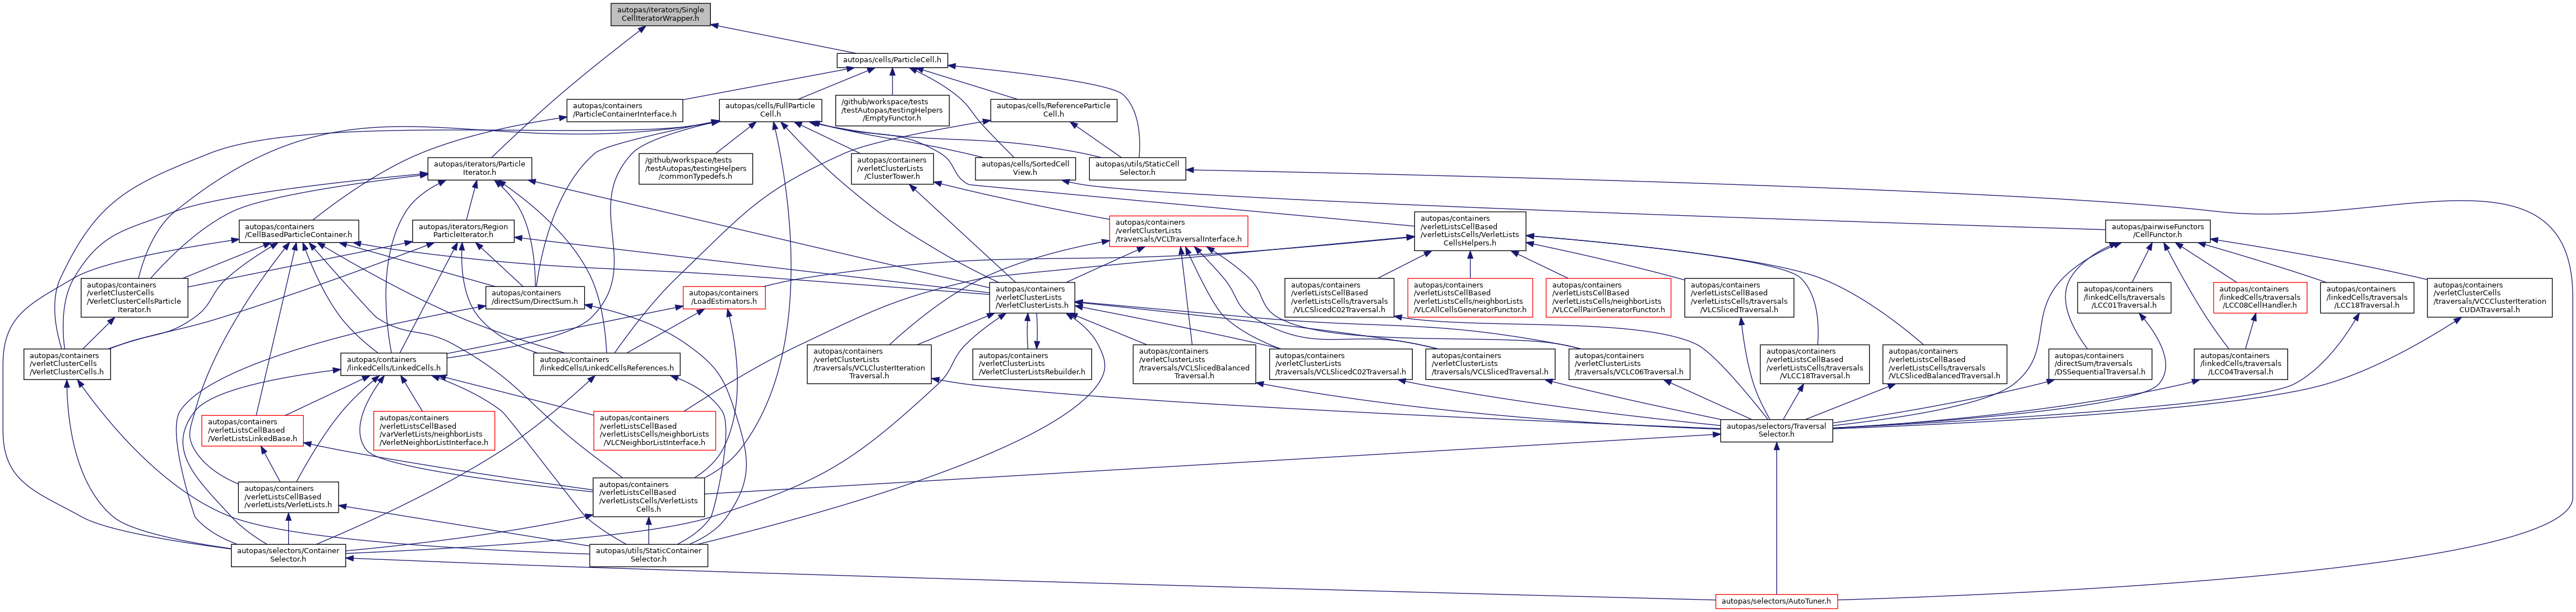 autopas/iterators/Single
CellIteratorWrapper.h
autopas/cells/ParticleCell.h
autopas/containers
/ParticleContainerInterface.h
autopas/cells/FullParticle
Cell.h
/github/workspace/tests
/testAutopas/testingHelpers
/EmptyFunctor.h
autopas/cells/ReferenceParticle
Cell.h
autopas/iterators/Particle
Iterator.h
/github/workspace/tests
/testAutopas/testingHelpers
/commonTypedefs.h
autopas/containers
/verletClusterLists
/ClusterTower.h
autopas/cells/SortedCell
View.h
autopas/utils/StaticCell
Selector.h
autopas/containers
/CellBasedParticleContainer.h
autopas/iterators/Region
ParticleIterator.h
autopas/containers
/verletClusterLists
/traversals/VCLTraversalInterface.h
autopas/containers
/verletListsCellBased
/verletListsCells/VerletLists
CellsHelpers.h
autopas/pairwiseFunctors
/CellFunctor.h
autopas/containers
/verletClusterCells
/VerletClusterCellsParticle
Iterator.h
autopas/containers
/directSum/DirectSum.h
autopas/containers
/LoadEstimators.h
autopas/containers
/verletClusterLists
/VerletClusterLists.h
autopas/containers
/verletListsCellBased
/verletListsCells/traversals
/VLCSlicedC02Traversal.h
autopas/containers
/verletListsCellBased
/verletListsCells/neighborLists
/VLCAllCellsGeneratorFunctor.h
autopas/containers
/verletListsCellBased
/verletListsCells/neighborLists
/VLCCellPairGeneratorFunctor.h
autopas/containers
/verletListsCellBased
/verletListsCells/traversals
/VLCSlicedTraversal.h
autopas/containers
/linkedCells/traversals
/LCC01Traversal.h
autopas/containers
/linkedCells/traversals
/LCC08CellHandler.h
autopas/containers
/linkedCells/traversals
/LCC18Traversal.h
autopas/containers
/verletClusterCells
/traversals/VCCClusterIteration
CUDATraversal.h
autopas/containers
/verletClusterCells
/VerletClusterCells.h
autopas/containers
/linkedCells/LinkedCells.h
autopas/containers
/linkedCells/LinkedCellsReferences.h
autopas/containers
/verletClusterLists
/traversals/VCLClusterIteration
Traversal.h
autopas/containers
/verletClusterLists
/VerletClusterListsRebuilder.h
autopas/containers
/verletClusterLists
/traversals/VCLSlicedBalanced
Traversal.h
autopas/containers
/verletClusterLists
/traversals/VCLSlicedC02Traversal.h
autopas/containers
/verletClusterLists
/traversals/VCLSlicedTraversal.h
autopas/containers
/verletClusterLists
/traversals/VCLC06Traversal.h
autopas/containers
/verletListsCellBased
/verletListsCells/traversals
/VLCC18Traversal.h
autopas/containers
/verletListsCellBased
/verletListsCells/traversals
/VLCSlicedBalancedTraversal.h
autopas/containers
/directSum/traversals
/DSSequentialTraversal.h
autopas/containers
/linkedCells/traversals
/LCC04Traversal.h
autopas/containers
/verletListsCellBased
/VerletListsLinkedBase.h
autopas/containers
/verletListsCellBased
/varVerletLists/neighborLists
/VerletNeighborListInterface.h
autopas/containers
/verletListsCellBased
/verletListsCells/neighborLists
/VLCNeighborListInterface.h
autopas/selectors/Traversal
Selector.h
autopas/containers
/verletListsCellBased
/verletLists/VerletLists.h
autopas/containers
/verletListsCellBased
/verletListsCells/VerletLists
Cells.h
autopas/selectors/Container
Selector.h
autopas/utils/StaticContainer
Selector.h
autopas/selectors/AutoTuner.h